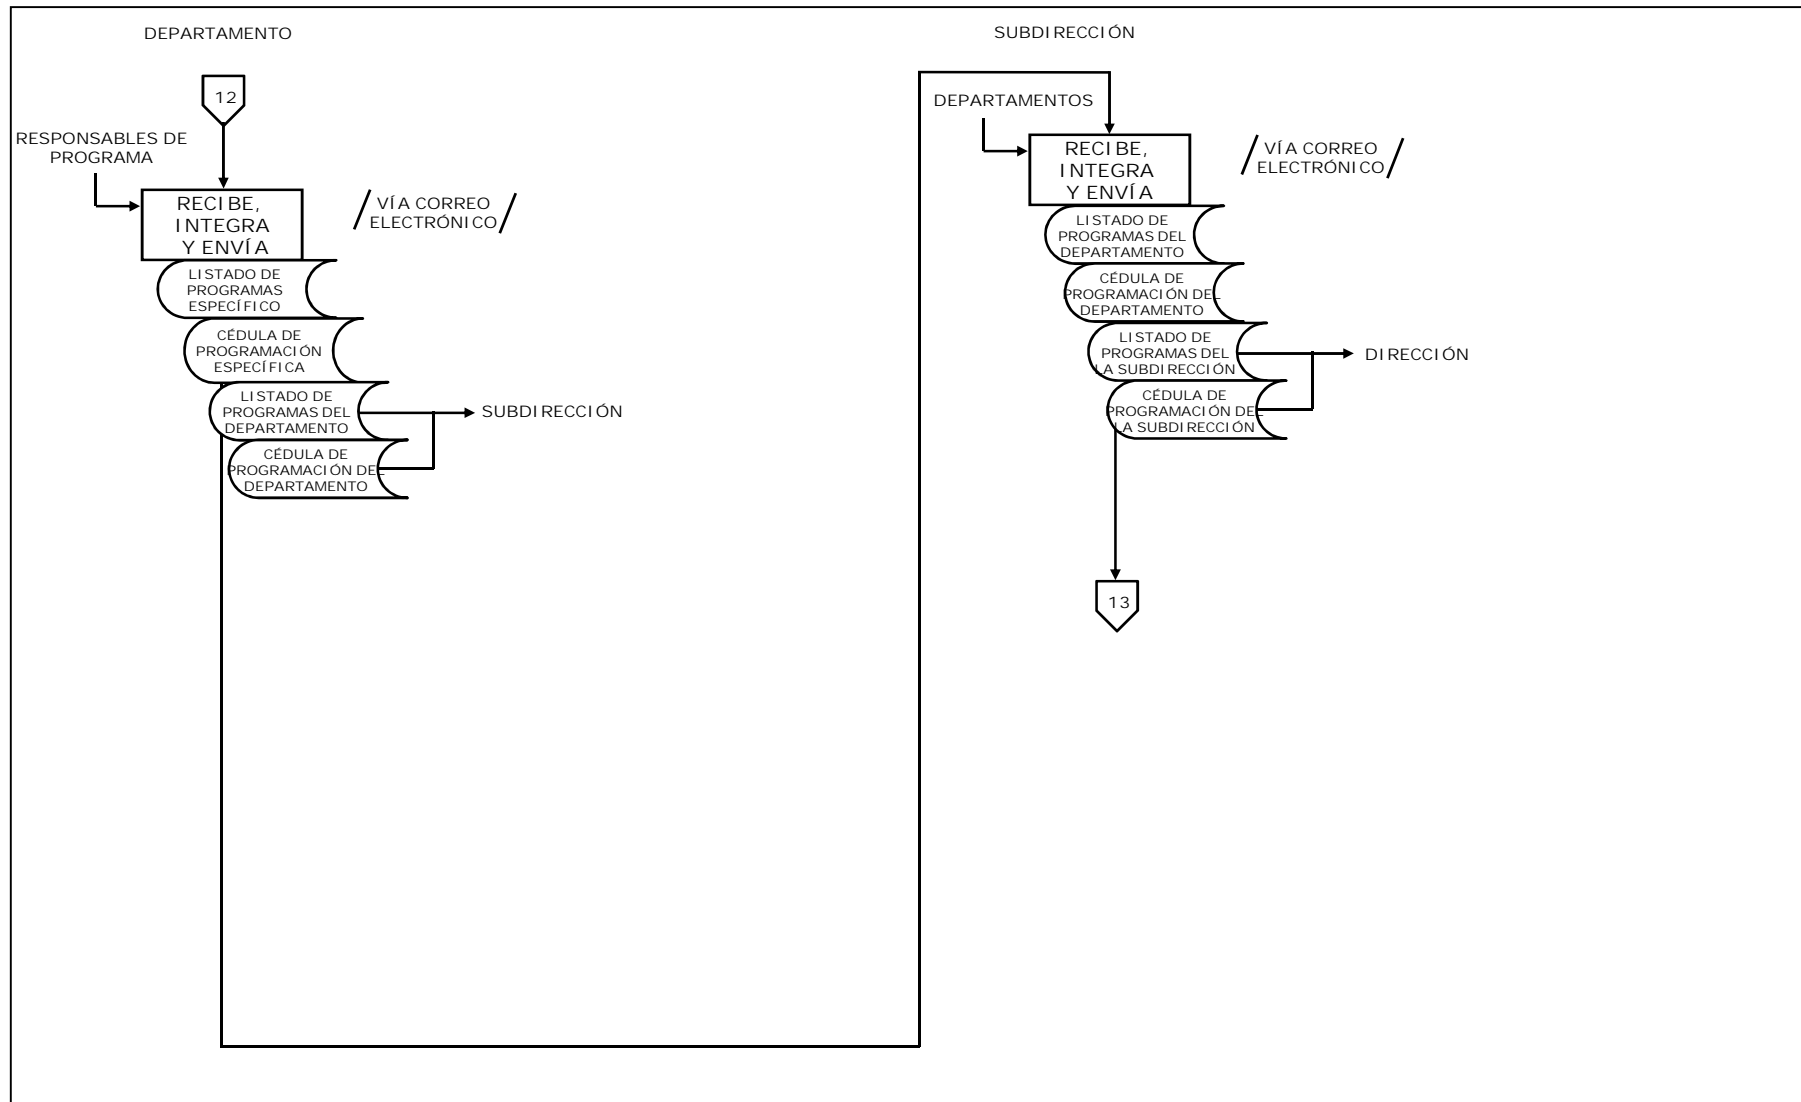 DEPARTAMENTO
12
RESPONSABLES DE
PROGRAMA
RECIBE,
INTEGRA
Y ENVÍA
VÍA CORREO
ELECTRÓNICO
LISTADO DE
PROGRAMAS
ESPECÍFICO
CÉDULA DE
PROGRAMACIÓN
ESPECÍFICA
LISTADO DE
PROGRAMAS DEL
DEPARTAMENTO
SUBDIRECCIÓN
CÉDULA DE
PROGRAMACIÓN DEL
DEPARTAMENTO
SUBDIRECCIÓN
DEPARTAMENTOS
RECIBE,
INTEGRA
Y ENVÍA
VÍA CORREO
ELECTRÓNICO
LISTADO DE
PROGRAMAS DEL
DEPARTAMENTO
CÉDULA DE
PROGRAMACIÓN DEL
DEPARTAMENTO
LISTADO DE
PROGRAMAS DEL
LA SUBDIRECCIÓN
DIRECCIÓN
CÉDULA DE
PROGRAMACIÓN DEL
LA SUBDIRECCIÓN
13